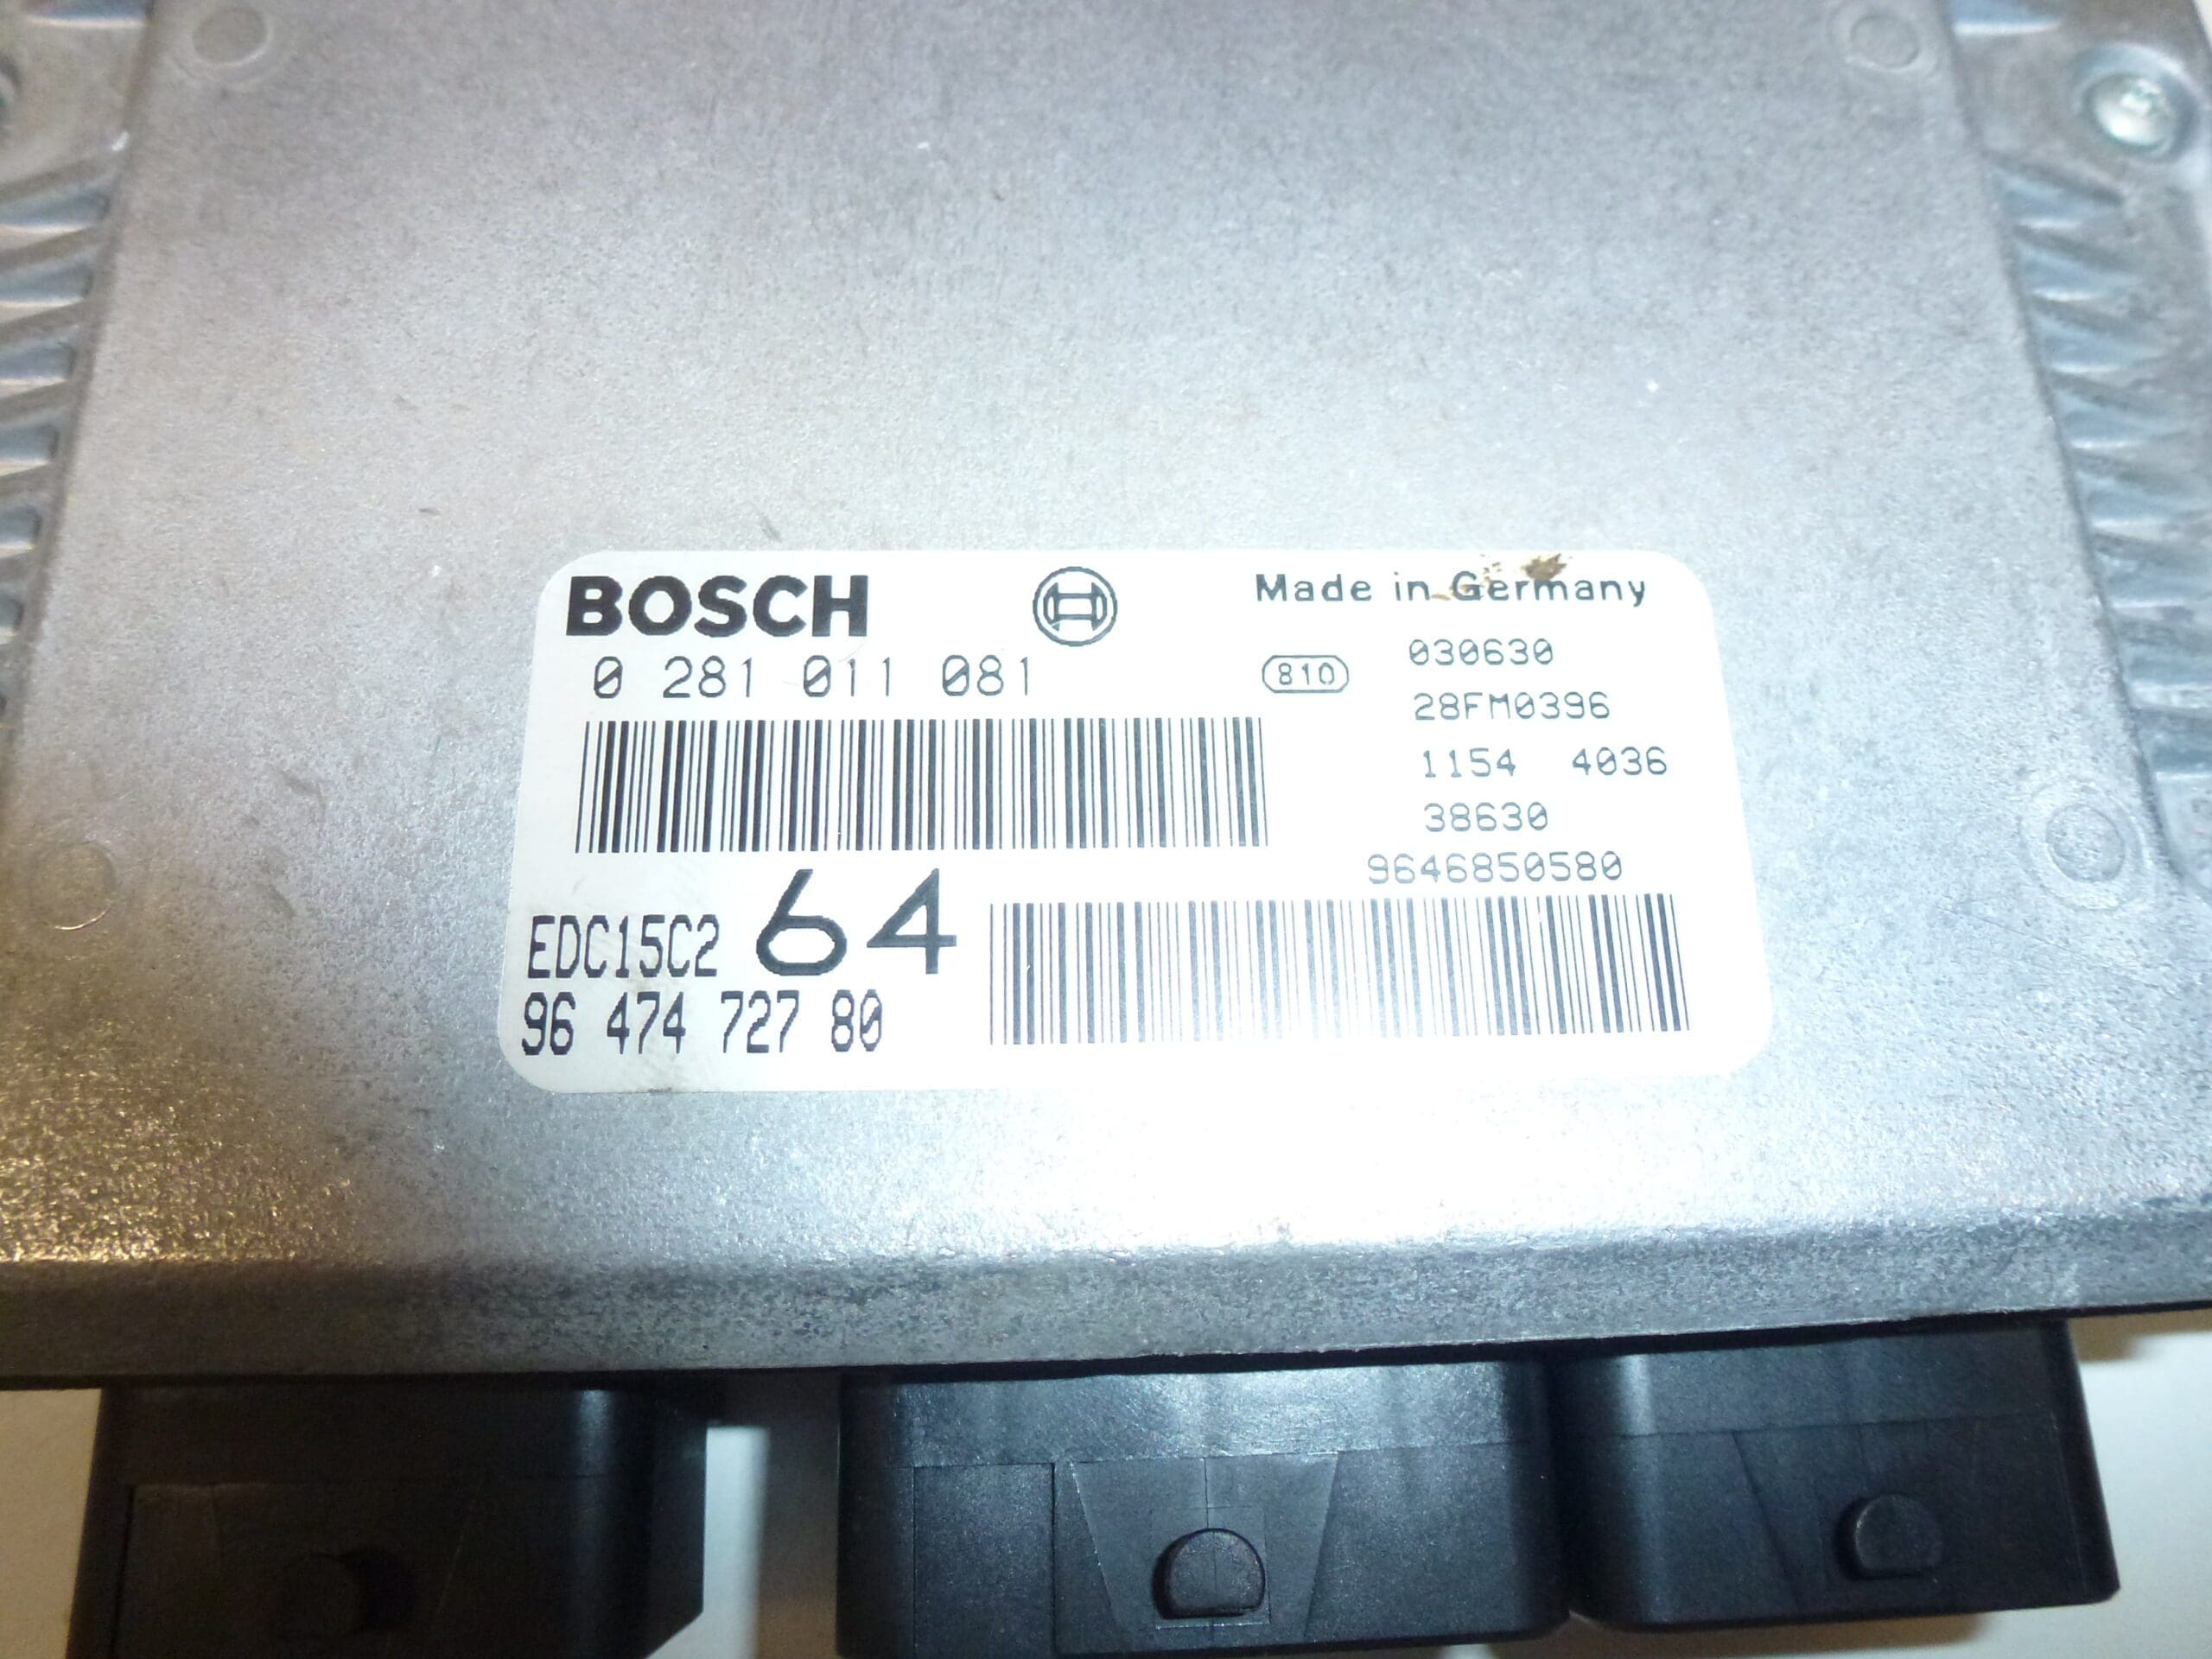 BOSCH
Made in Germany
0 281 011 081
810
030630
28FM0396
1154 4036
38630
9646850580
EDC15C2 64
96 474 727 80